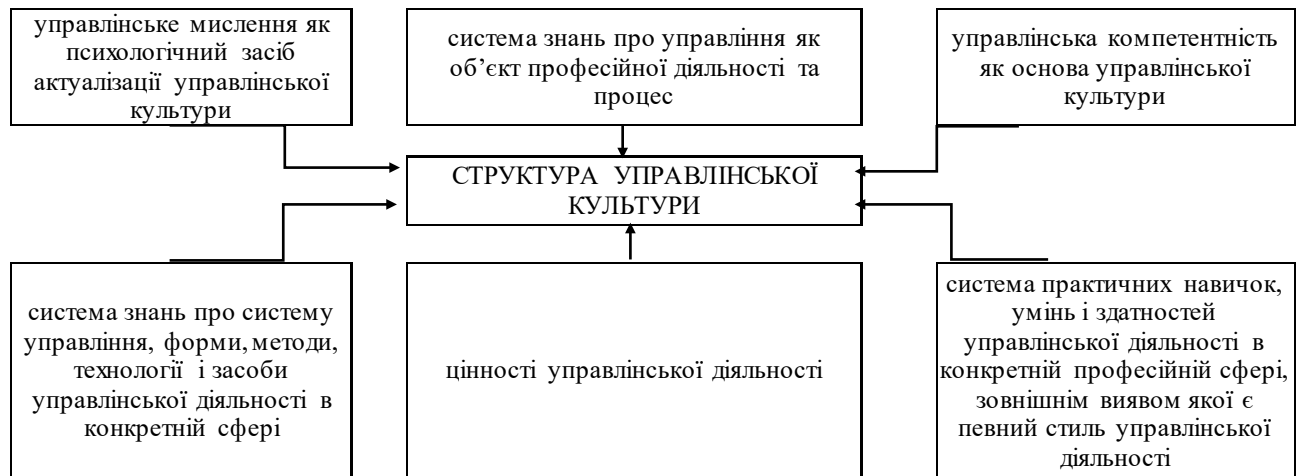 управлінське мислення як
психологічний засіб
актуалізації управлінської
культури
система знань про управління як
об’єкт професійної діяльності та
процес
управлінська компетентність
як основа управлінської
культури
СТРУКТУРА УПРАВЛІНСЬКОЇ
КУЛЬТУРИ
система знань про систему
управління, форми, методи,
технології і засоби
управлінської діяльності в
конкретній сфері
цінності управлінської діяльності
система практичних навичок,
умінь і здатностей
управлінської діяльності в
конкретній професійній сфері,
зовнішнім виявом якої є
певний стиль управлінської
діяльності